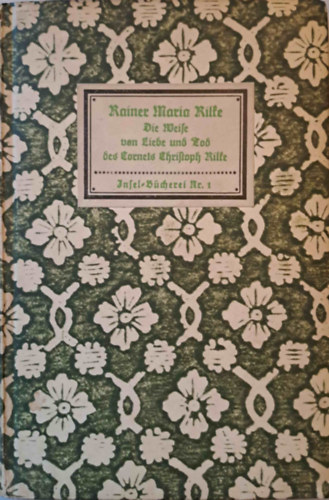 Rainer Maria Rilke
Die Weise
von Liebe und Tod
des Cornets Christoph Rilke
Insel-Bücherei Nr. 1